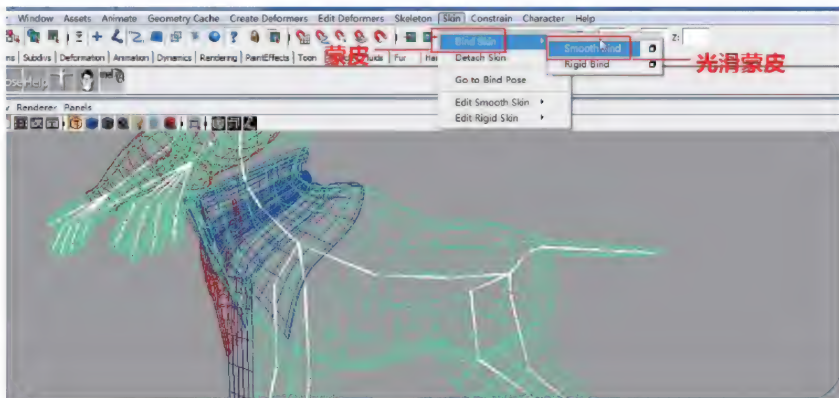 Window Assets Animate Geometry Cache Create Deformers Edit Deformers Skeleton Skin Constrain Character Help
Z:
Bind Skin
Smooth Bind
蒙皮
光滑蒙皮
Subdivs Deformation Animation Dynamics Rendering PaintEffects Toon Fluids Fur
Detach Skin
Rigid Bind
Go to Bind Pose
Edit Smooth Skin
Renderer Panels
Edit Rigid Skin